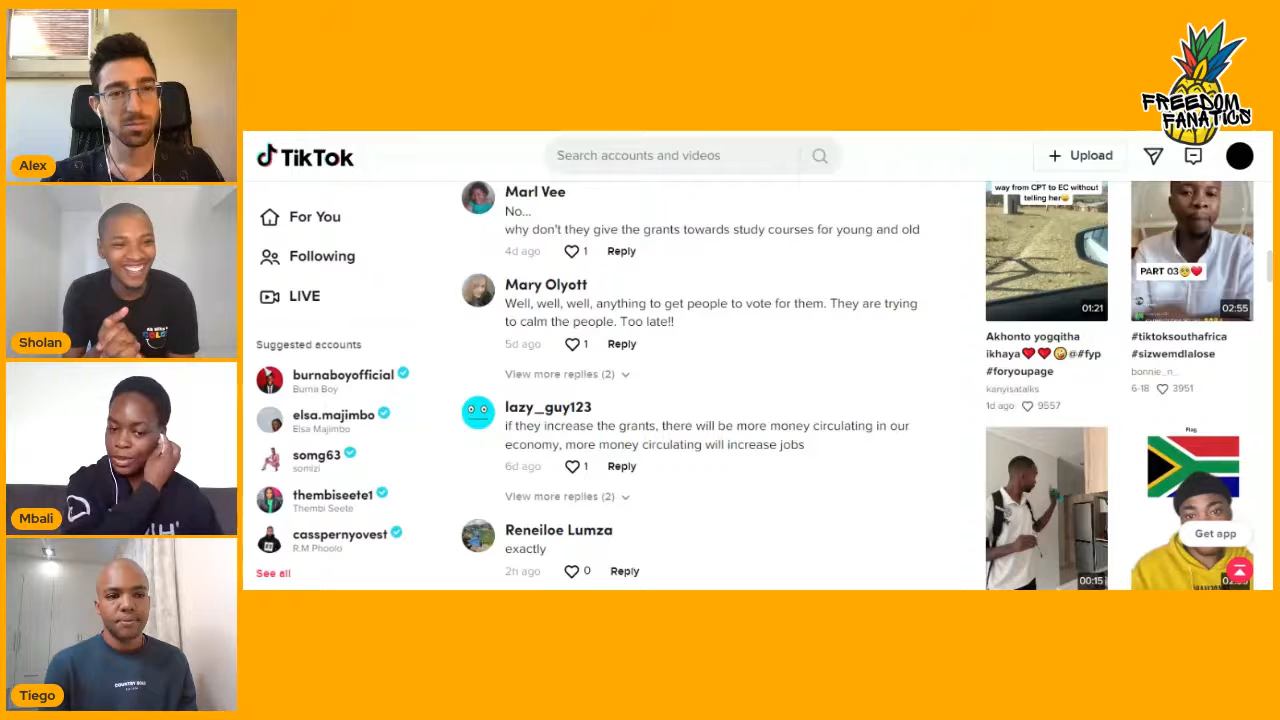 Alex
Sholan
Mbali
Tiego
FREEDOM
FANATICS
TikTok
Search accounts and videos
+ Upload
For You
Following
LIVE
Suggested accounts
burnaboyofficial
Burna Boy
elsa.majimbo
Elsa Majimbo
somg63
somizi
thembiseete1
Thembi Seete
casspernyovest
R.M Phoolo
See all
Marl Vee
No...
why don't they give the grants towards study courses for young and old
4d ago 1 Reply
Mary Olyott
Well, well, well, anything to get people to vote for them. They are trying
to calm the people. Too late!!
5d ago 1 Reply
View more replies (2)
lazy_guy123
if they increase the grants, there will be more money circulating in our
economy, more money circulating will increase jobs
6d ago 1 Reply
View more replies (2)
Reneiloe Lumza
exactly
2h ago 0 Reply
way from CPT to EC without
telling her
01:21
Akhonto yogqitha
ikhaya❤️❤️🤪@#fyp
#foryoupage
kanyisatalks
1d ago 9557
PART 03🥺❤️
02:55
#tiktoksouthafrica
#sizwemdlalose
bonnie_n_
6-18 3951
00:15
Flag
Get app
COUNTRY ROAD